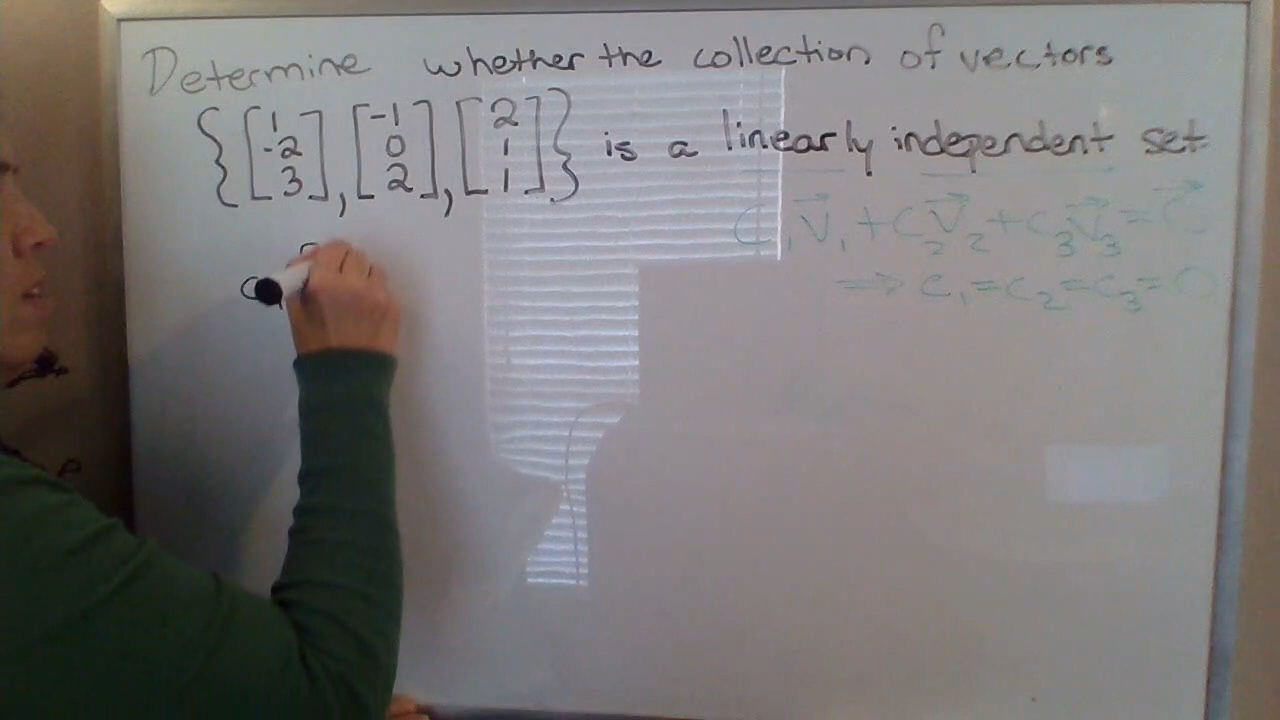 Determine whether the collection of vectors
{[1 -2 3], [-1 0 2], [2 1 1]} is a linearly independent set
C₁V⃗₁ + C₂V⃗₂ + C₃V⃗₃ =
⇒ C₁ = C₂ = C₃ = 0
C